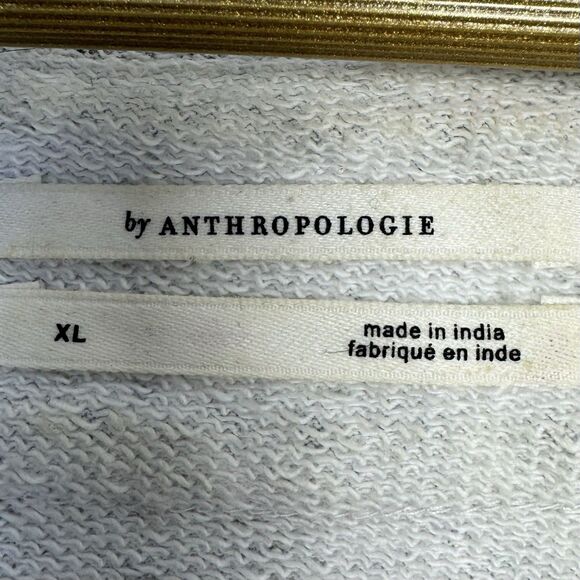 by ANTHROPOLOGIE
XL
made in india
fabriqué en inde